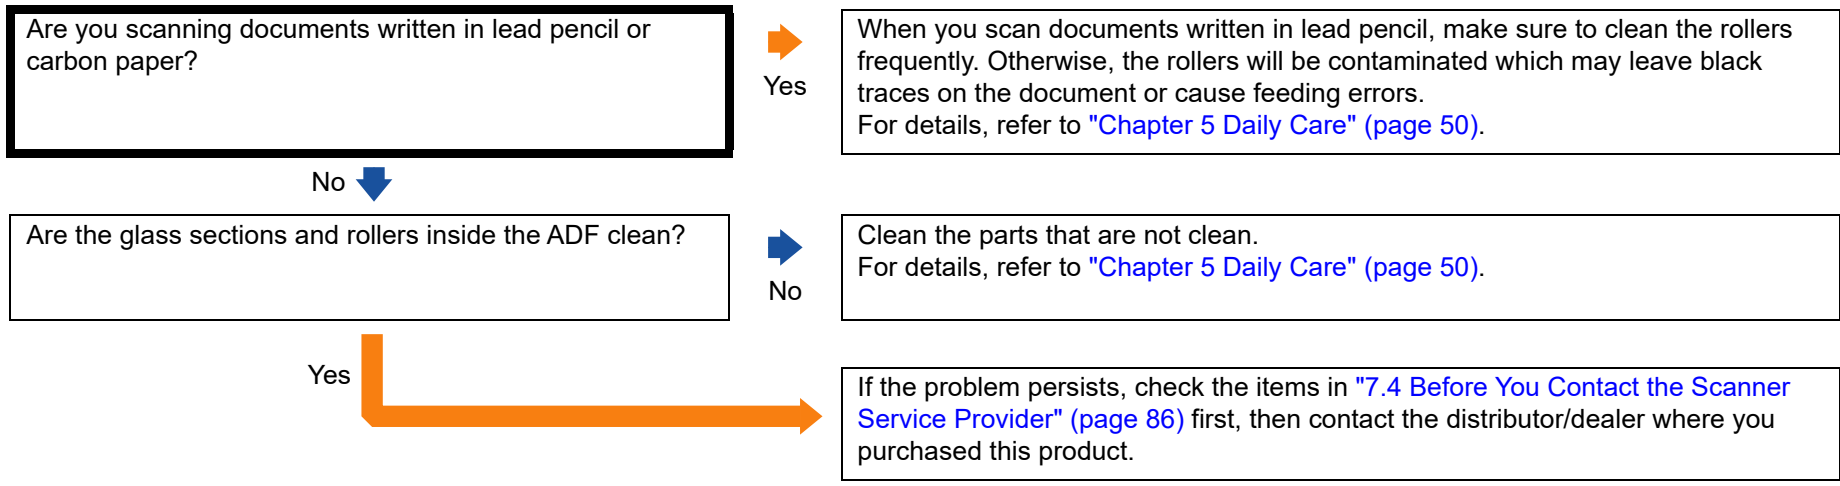 Are you scanning documents written in lead pencil or
carbon paper?
Yes
When you scan documents written in lead pencil, make sure to clean the rollers
frequently. Otherwise, the rollers will be contaminated which may leave black
traces on the document or cause feeding errors.
For details, refer to "Chapter 5 Daily Care" (page 50).
No
Are the glass sections and rollers inside the ADF clean?
No
Clean the parts that are not clean.
For details, refer to "Chapter 5 Daily Care" (page 50).
Yes
If the problem persists, check the items in "7.4 Before You Contact the Scanner
Service Provider" (page 86) first, then contact the distributor/dealer where you
purchased this product.